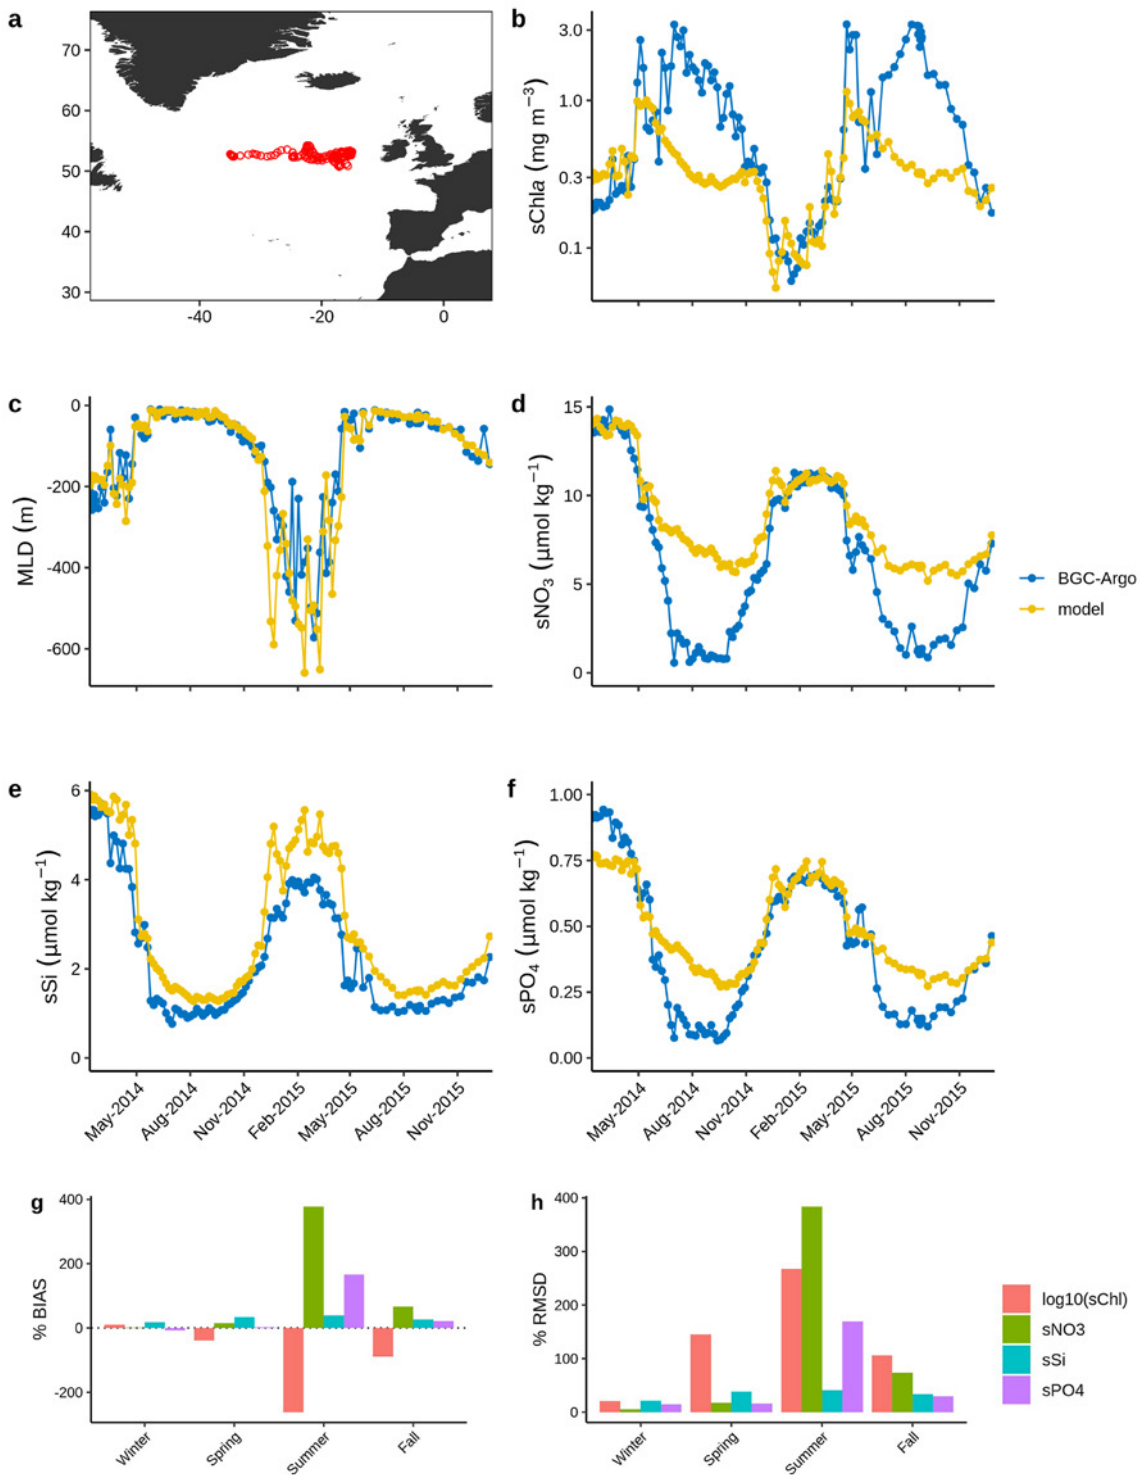 a
70
60
50
40
30
-40
-20
0
b
sChla (mg m−3)
3.0
1.0
0.3
0.1
c
MLD (m)
0
-200
-400
-600
d
sNO3 (μmol kg−1)
15
10
5
0
BGC-Argo
model
e
sSi (μmol kg−1)
6
4
2
0
May-2014
Aug-2014
Nov-2014
Feb-2015
May-2015
Aug-2015
Nov-2015
f
sPO4 (μmol kg−1)
1.00
0.75
0.50
0.25
0.00
May-2014
Aug-2014
Nov-2014
Feb-2015
May-2015
Aug-2015
Nov-2015
g
% BIAS
400
200
0
-200
Winter
Spring
Summer
Fall
h
% RMSD
400
300
200
100
0
Winter
Spring
Summer
Fall
log10(sChl)
sNO3
sSi
sPO4